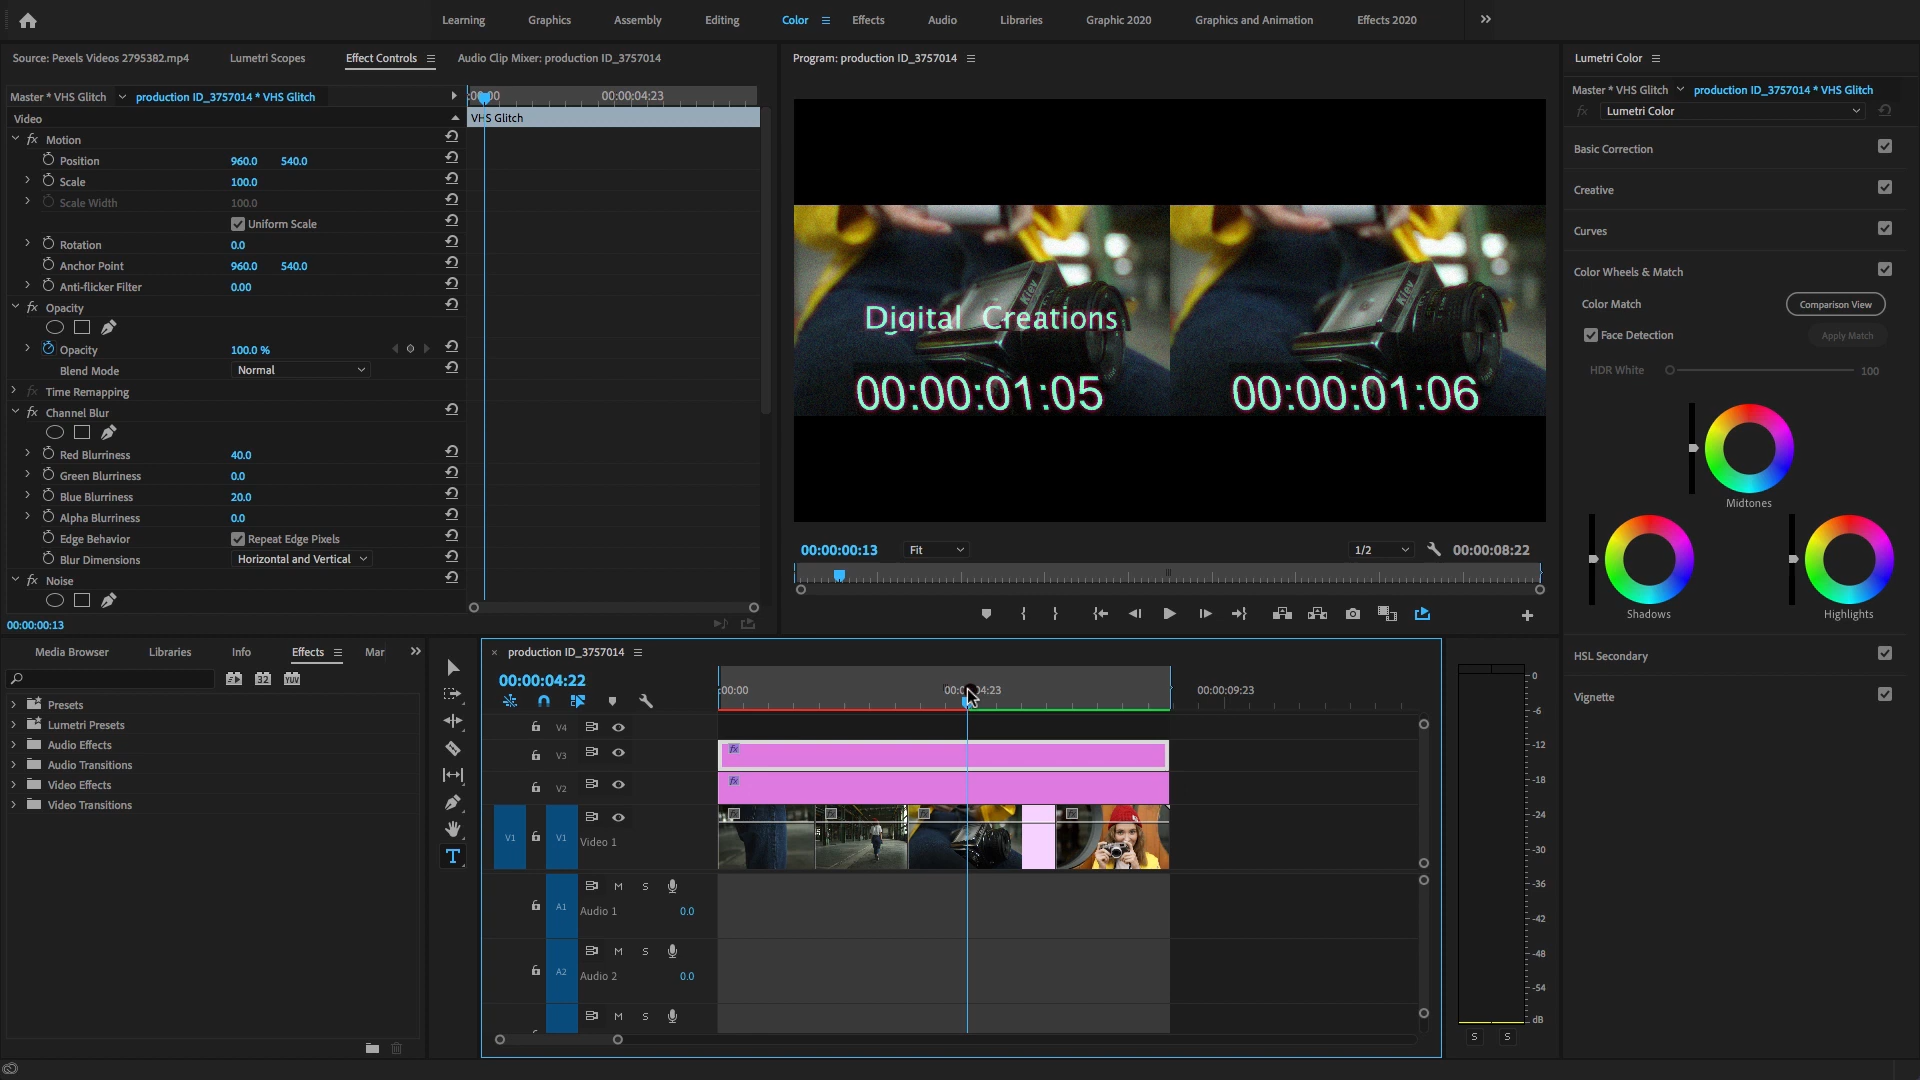 Learning Graphics Assembly Editing Color Effects Audio Libraries Graphic 2020 Graphics and Animation Effects 2020
Source: Pexels Videos 2795382.mp4 Lumetri Scopes Effect Controls Audio Clip Mixer: production ID_3757014
Master * VHS Glitch production ID_3757014 * VHS Glitch
:00:00 00:00:04:23
Video
VHS Glitch
fx Motion
Position 960.0 540.0
Scale 100.0
Scale Width 100.0
Uniform Scale
Rotation 0.0
Anchor Point 960.0 540.0
Anti-flicker Filter 0.00
fx Opacity
Opacity 100.0 %
Blend Mode Normal
fx Time Remapping
fx Channel Blur
Red Blurriness 40.0
Green Blurriness 0.0
Blue Blurriness 20.0
Alpha Blurriness 0.0
Edge Behavior Repeat Edge Pixels
Blur Dimensions Horizontal and Vertical
fx Noise
00:00:00:13
Program: production ID_3757014
Kiev
Kiev
Digital Creations
00:00:01:05 00:00:01:06
00:00:00:13 Fit 1/2 00:00:08:22
Lumetri Color
Master * VHS Glitch production ID_3757014 * VHS Glitch
fx Lumetri Color
Basic Correction
Creative
Curves
Color Wheels & Match
Color Match Comparison View
Face Detection Apply Match
HDR White 100
Midtones
Shadows Highlights
HSL Secondary
Vignette
Media Browser Libraries Info Effects Mar
32 YUV
Presets
Lumetri Presets
Audio Effects
Audio Transitions
Video Effects
Video Transitions
T
× production ID_3757014
00:00:04:22
:00:00 00:00:09:23
V4
V3 fx
V2 fx
V1 V1 Video 1
A1 M S
Audio 1 0.0
A2 M S
Audio 2 0.0
M S
0
-6
-12
-18
-24
-30
-36
-42
-48
-54
dB
S S